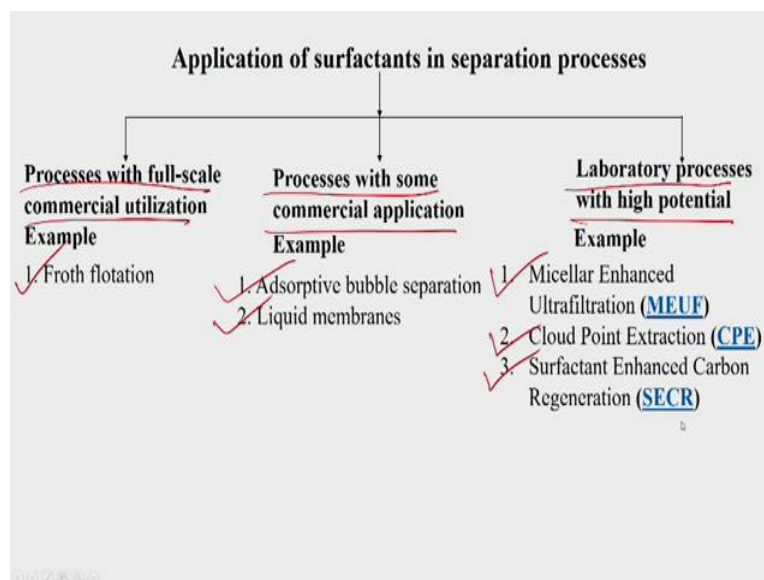 Application of surfactants in separation processes
Processes with full-scale
commercial utilization
Example
1. Froth flotation
Processes with some
commercial application
Example
1. Adsorptive bubble separation
2. Liquid membranes
Laboratory processes
with high potential
Example
1. Micellar Enhanced
Ultrafiltration (MEUF)
2. Cloud Point Extraction (CPE)
3. Surfactant Enhanced Carbon
Regeneration (SECR)